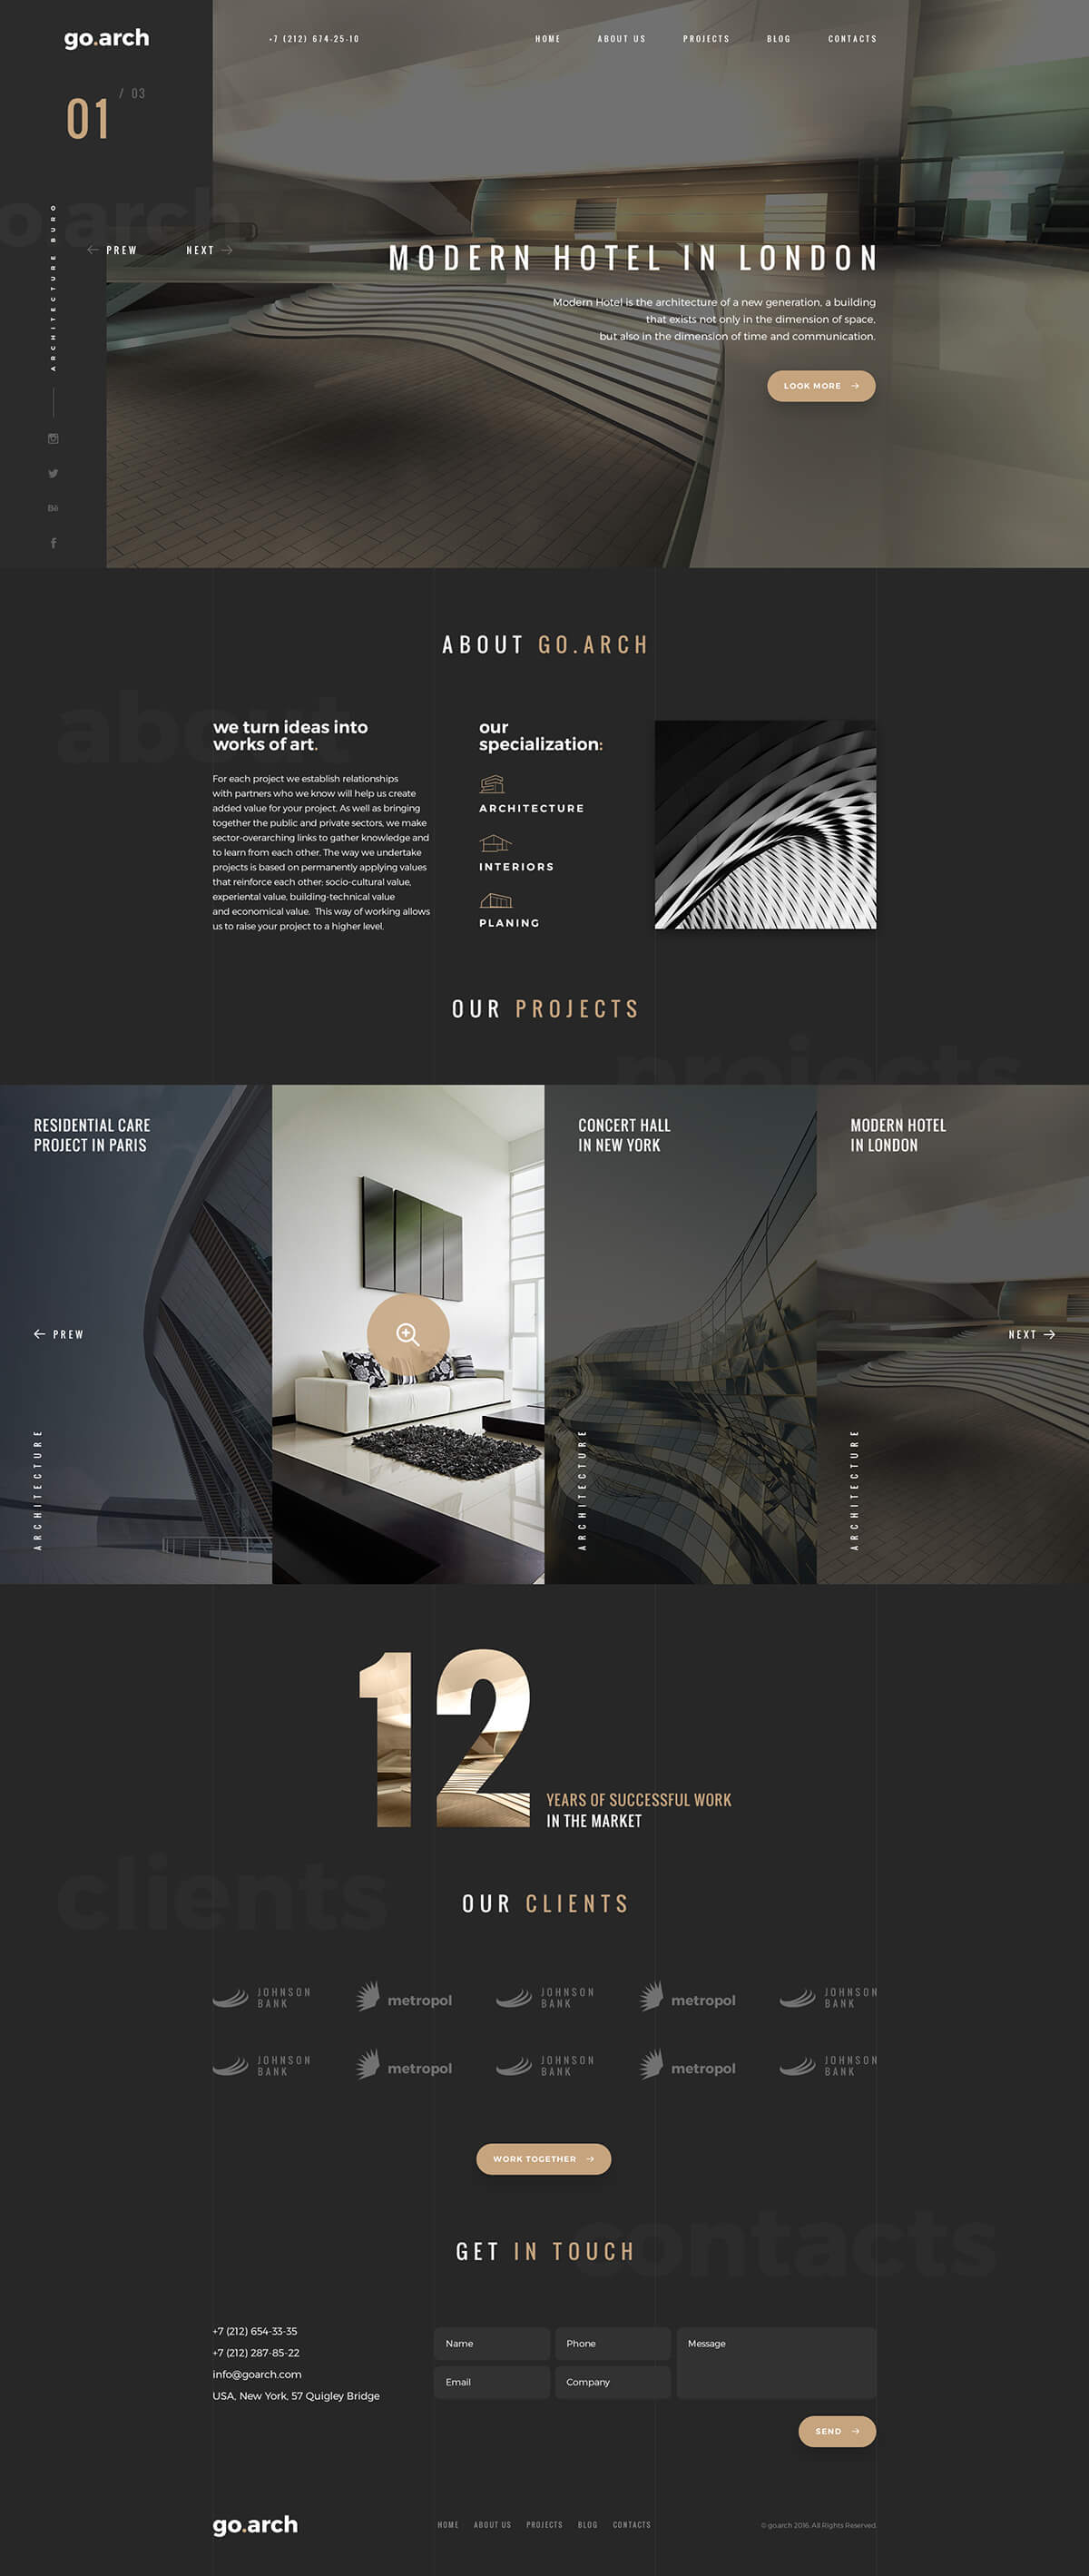 go.arch
+7 (212) 674-25-10
HOME ABOUT US PROJECTS BLOG CONTACTS
01 / 03
o.arch
ARCHITECTURE BURO
PREW NEXT
MODERN HOTEL IN LONDON
Modern Hotel is the architecture of a new generation, a building
that exists not only in the dimension of space,
but also in the dimension of time and communication.
LOOK MORE
Bē
ABOUT GO.ARCH
about
we turn ideas into
works of art.
For each project we establish relationships
with partners who we know will help us create
added value for your project. As well as bringing
together the public and private sectors, we make
sector-overarching links to gather knowledge and
to learn from each other. The way we undertake
projects is based on permanently applying values
that reinforce each other: socio-cultural value,
experiental value, building-technical value
and economical value. This way of working allows
us to raise your project to a higher level.
our
specialization:
ARCHITECTURE
INTERIORS
PLANING
OUR PROJECTS
projects
RESIDENTIAL CARE
PROJECT IN PARIS
PREW
ARCHITECTURE
CONCERT HALL
IN NEW YORK
ARCHITECTURE
MODERN HOTEL
IN LONDON
NEXT
ARCHITECTURE
12
YEARS OF SUCCESSFUL WORK
IN THE MARKET
clients
OUR CLIENTS
JOHNSON
BANK
metropol
JOHNSON
BANK
metropol
JOHNSON
BANK
JOHNSON
BANK
metropol
JOHNSON
BANK
metropol
JOHNSON
BANK
WORK TOGETHER
contacts
GET IN TOUCH
+7 (212) 654-33-35
+7 (212) 287-85-22
info@goarch.com
USA, New York, 57 Quigley Bridge
Name
Phone
Message
Email
Company
SEND
go.arch
HOME ABOUT US PROJECTS BLOG CONTACTS
© go.arch 2016. All Rights Reserved.